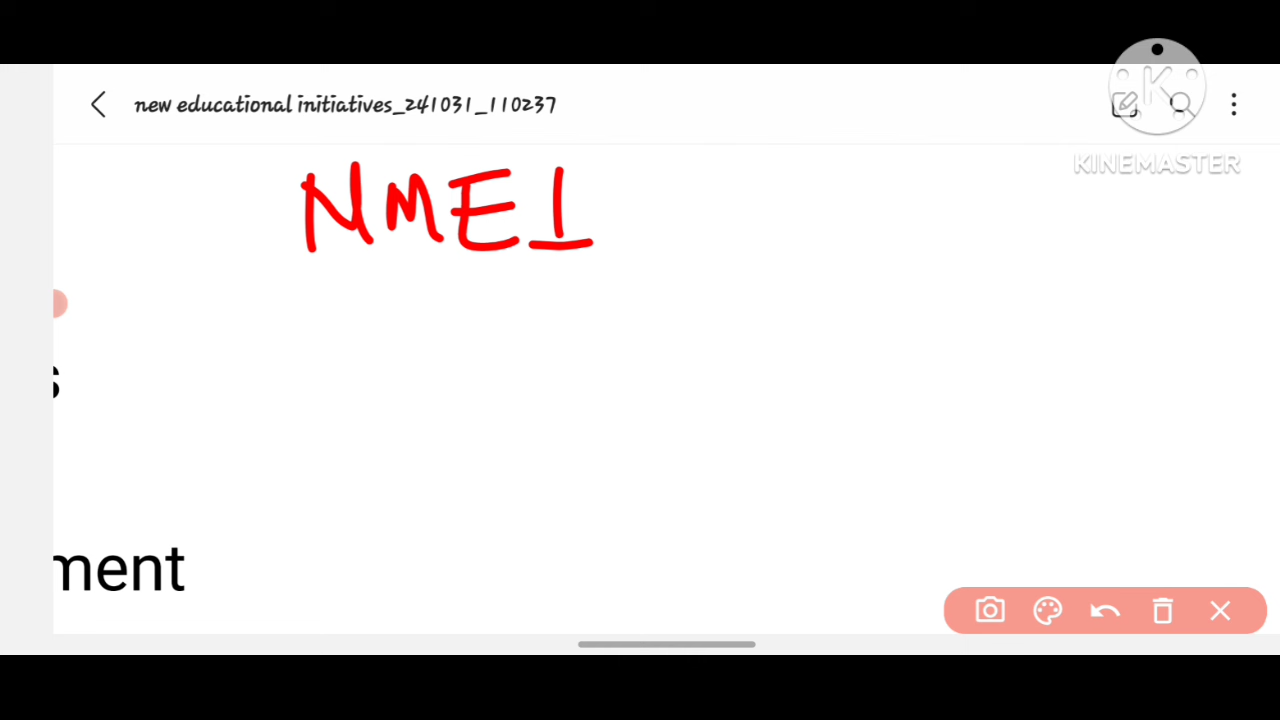 new educational initiatives_241031_110237
KINEMASTER
NMEI
s
ment